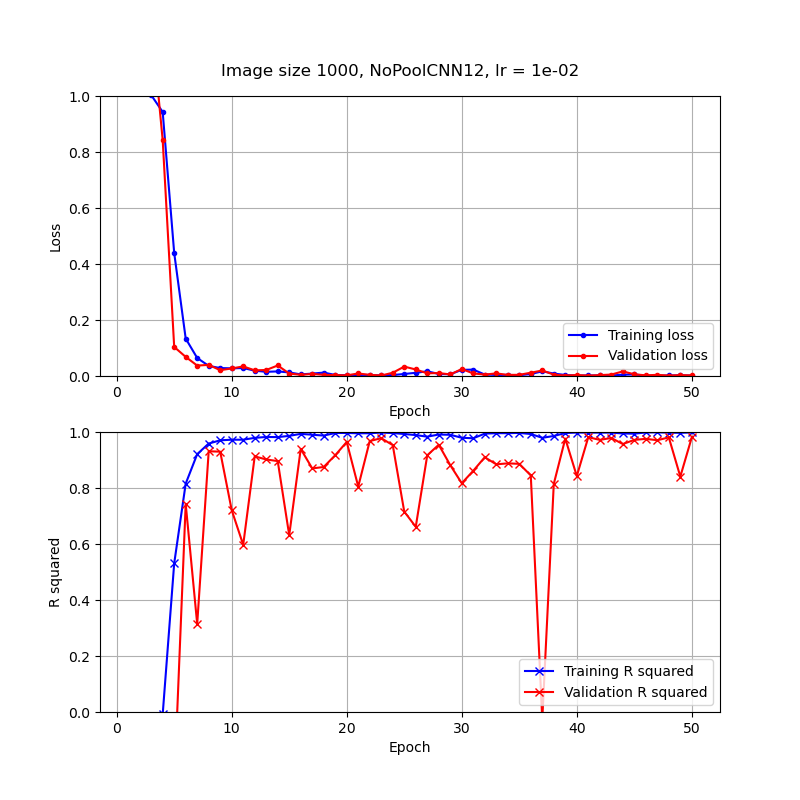 Image size 1000, NoPoolCNN12, lr = 1e-02
1.0
0.8
0.6
0.4
0.2
0.0
Loss
Training loss
Validation loss
0 10 20 30 40 50
Epoch
1.0
0.8
0.6
0.4
0.2
0.0
R squared
Training R squared
Validation R squared
0 10 20 30 40 50
Epoch